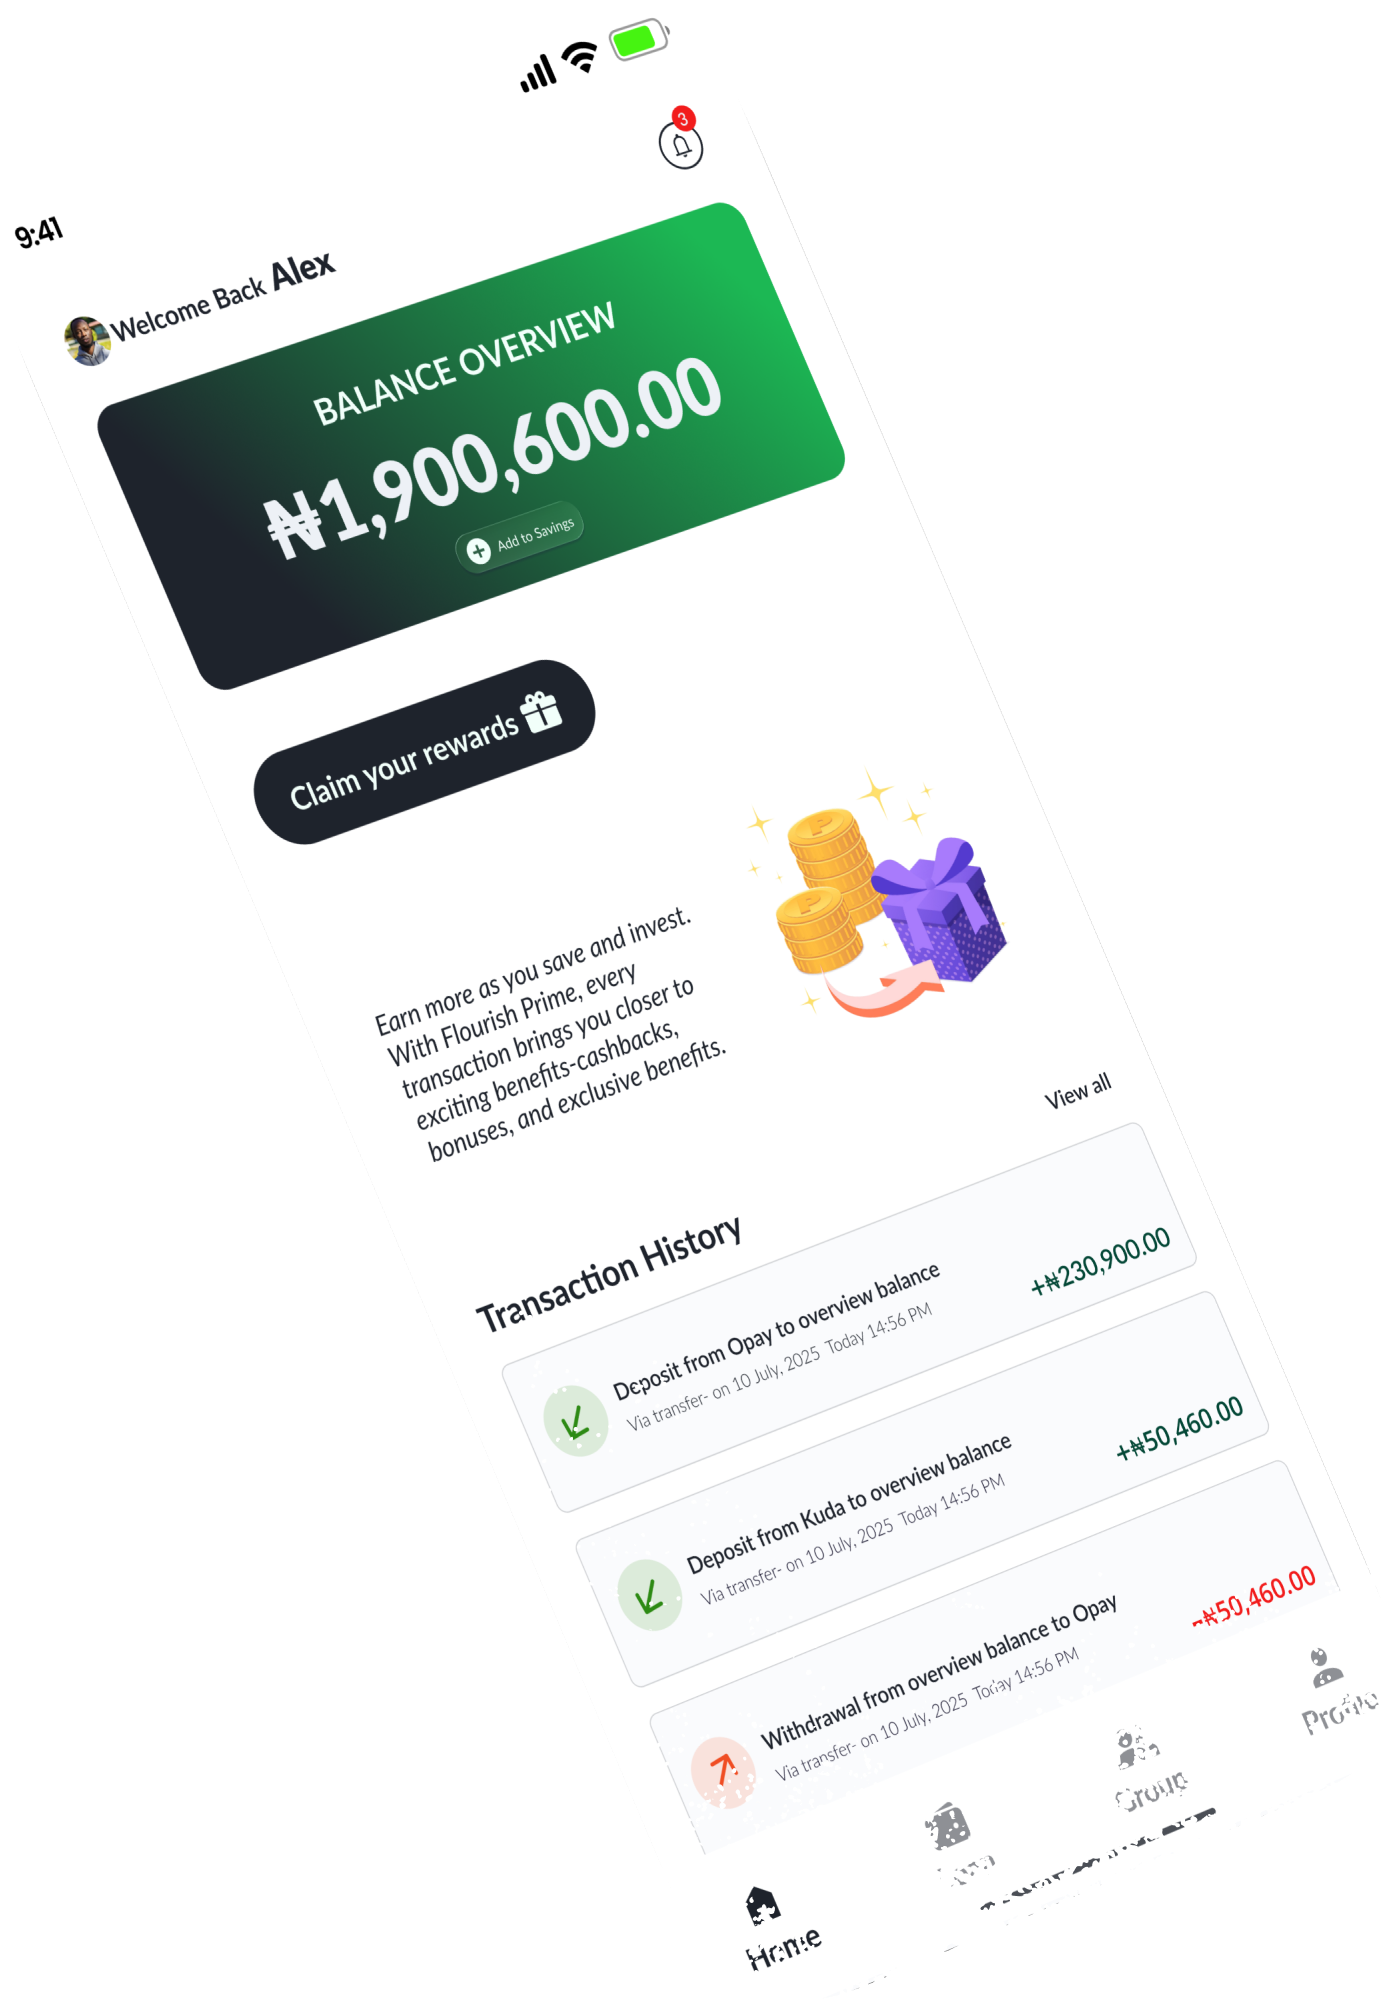 9:41
3
Welcome Back Alex
BALANCE OVERVIEW
₦1,900,600.00
Add to Savings
Claim your rewards
Earn more as you save and invest.
With Flourish Prime, every
transaction brings you closer to
exciting benefits-cashbacks,
bonuses, and exclusive benefits.
View all
Transaction History
Deposit from Opay to overview balance
Via transfer- on 10 July, 2025 Today 14:56 PM
+₦230,900.00
Deposit from Kuda to overview balance
Via transfer- on 10 July, 2025 Today 14:56 PM
+₦50,460.00
Withdrawal from overview balance to Opay
Via transfer- on 10 July, 2025 Today 14:56 PM
-₦50,460.00
Home
Group
Profile